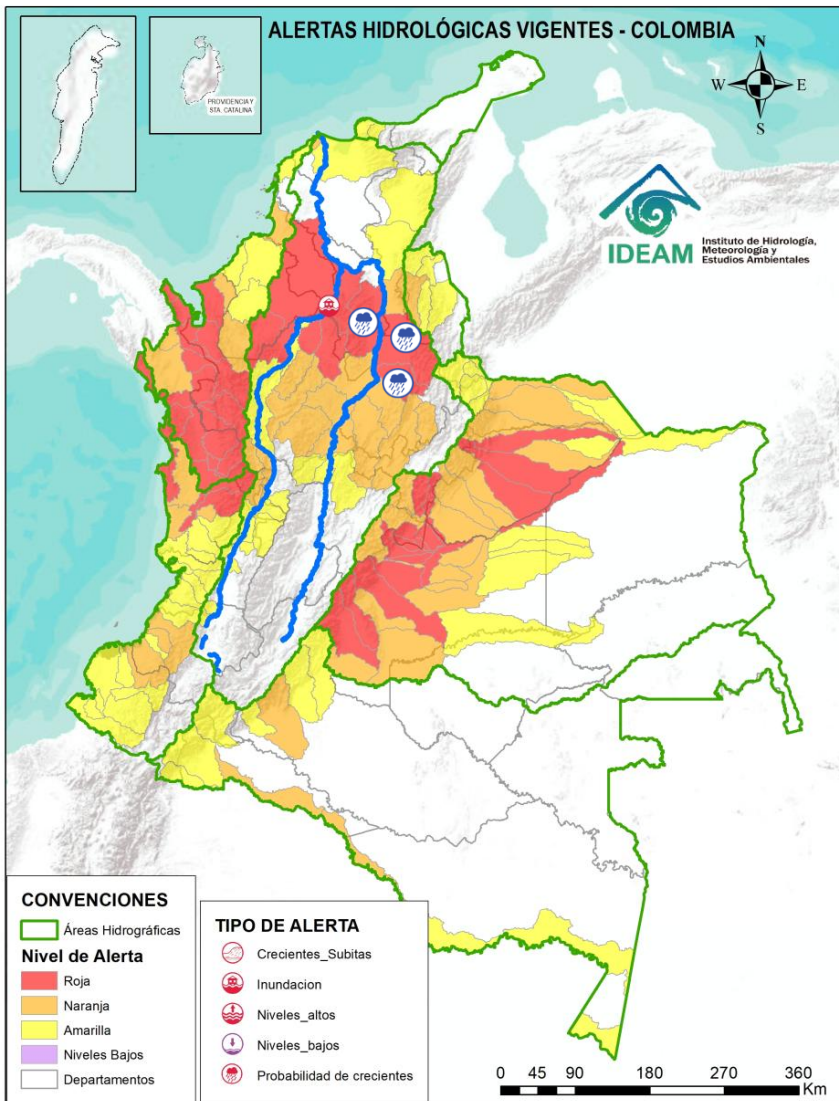 ALERTAS HIDROLÓGICAS VIGENTES - COLOMBIA
PROVIDENCIA Y
STA. CATALINA
N
W E
S
IDEAM
Instituto de Hidrología,
Meteorología y
Estudios Ambientales
CONVENCIONES
Áreas Hidrográficas
Nivel de Alerta
Roja
Naranja
Amarilla
Niveles Bajos
Departamentos
TIPO DE ALERTA
Crecientes_Subitas
Inundacion
Niveles_altos
Niveles_bajos
Probabilidad de crecientes
0 45 90 180 270 360
Km